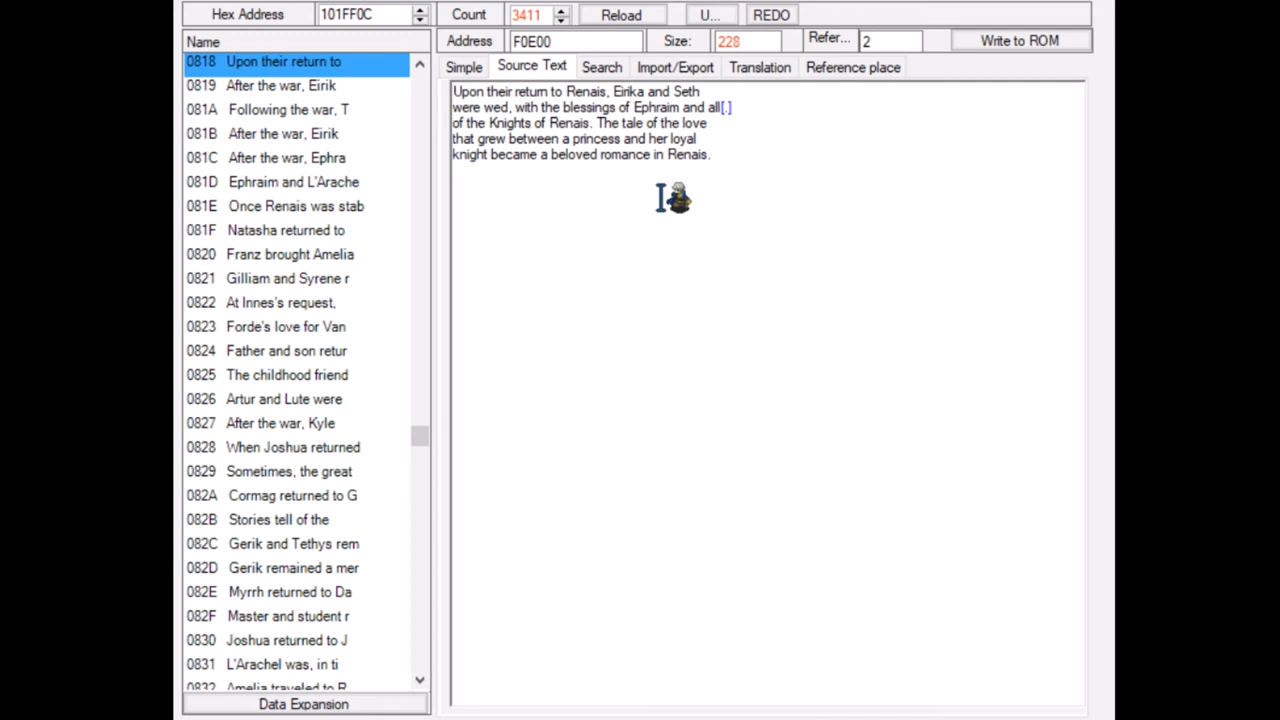 Hex Address 101FF0C Count 3411 Reload U... REDO
Name Address F0E00 Size: 228 Refer... 2 Write to ROM
Simple Source Text Search Import/Export Translation Reference place
0818 Upon their return to
0819 After the war, Eirik
081A Following the war, T
081B After the war, Eirik
081C After the war, Ephra
081D Ephraim and L'Arache
081E Once Renais was stab
081F Natasha returned to
0820 Franz brought Amelia
0821 Gilliam and Syrene r
0822 At Innes's request,
0823 Forde's love for Van
0824 Father and son retur
0825 The childhood friend
0826 Artur and Lute were
0827 After the war, Kyle
0828 When Joshua returned
0829 Sometimes, the great
082A Cormag returned to G
082B Stories tell of the
082C Gerik and Tethys rem
082D Gerik remained a mer
082E Myrrh returned to Da
082F Master and student r
0830 Joshua returned to J
0831 L'Arachel was, in ti
0832 Amelia traveled to R
Data Expansion
Upon their return to Renais, Eirika and Seth
were wed, with the blessings of Ephraim and all[.]
of the Knights of Renais. The tale of the love
that grew between a princess and her loyal
knight became a beloved romance in Renais.